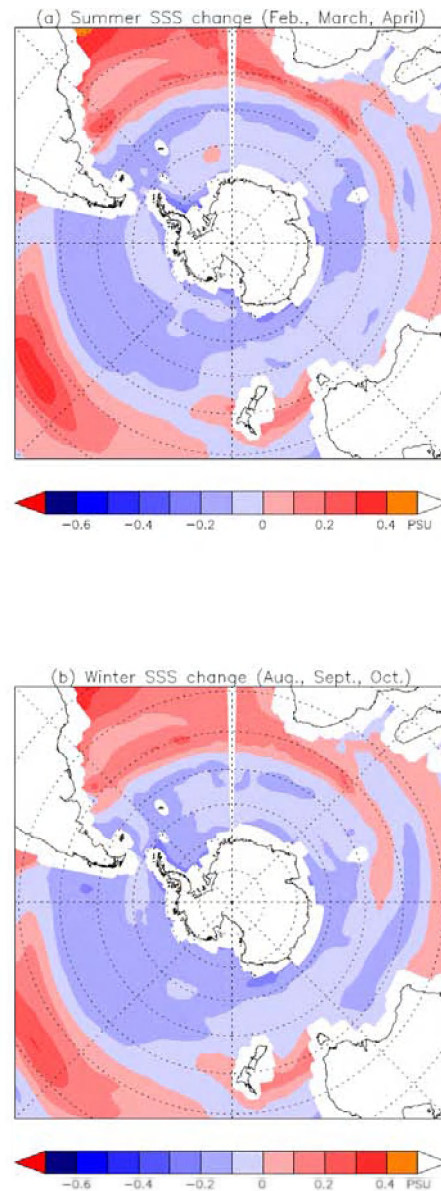 (a) Summer SSS change (Feb., March, April)
-0.6 -0.4 -0.2 0 0.2 0.4 PSU
(b) Winter SSS change (Aug., Sept., Oct.)
-0.6 -0.4 -0.2 0 0.2 0.4 PSU